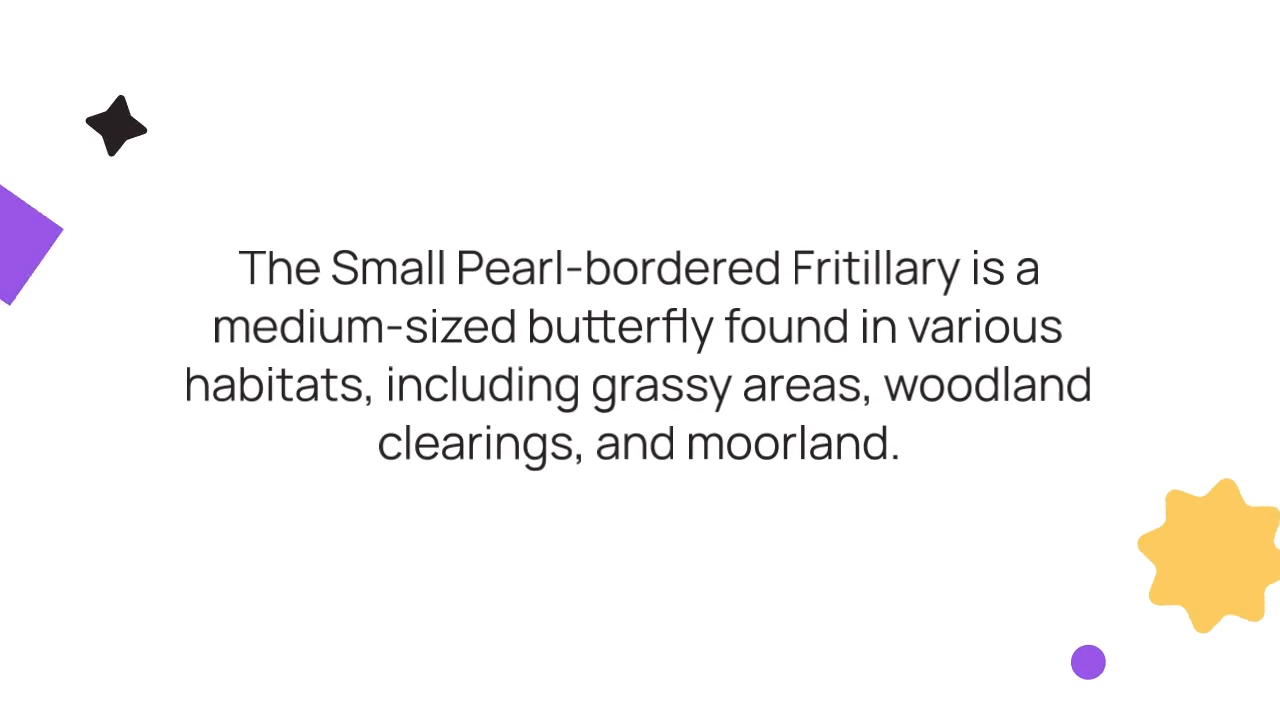 The Small Pearl-bordered Fritillary is a
medium-sized butterfly found in various
habitats, including grassy areas, woodland
clearings, and moorland.